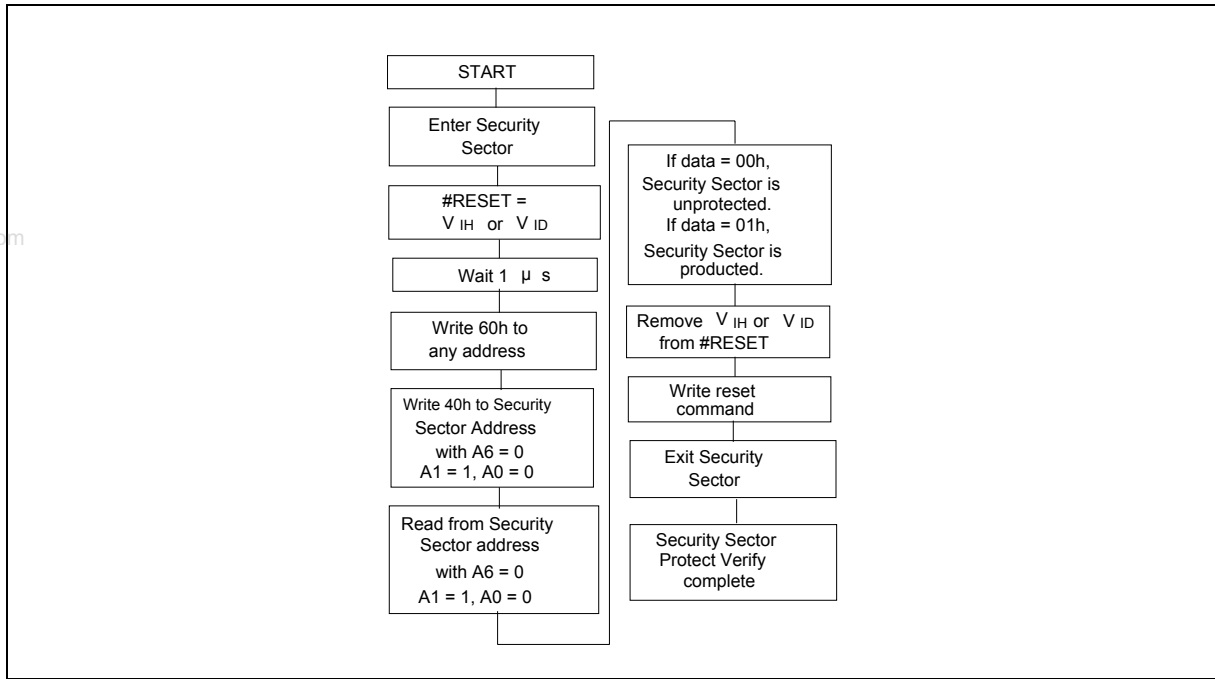 START
Enter Security
Sector
#RESET =
V IH or V ID
Wait 1 µ s
Write 60h to
any address
Write 40h to Security
Sector Address
with A6 = 0
A1 = 1, A0 = 0
Read from Security
Sector address
with A6 = 0
A1 = 1, A0 = 0
If data = 00h,
Security Sector is
unprotected.
If data = 01h,
Security Sector is
producted.
Remove V IH or V ID
from #RESET
Write reset
command
Exit Security
Sector
Security Sector
Protect Verify
complete
om